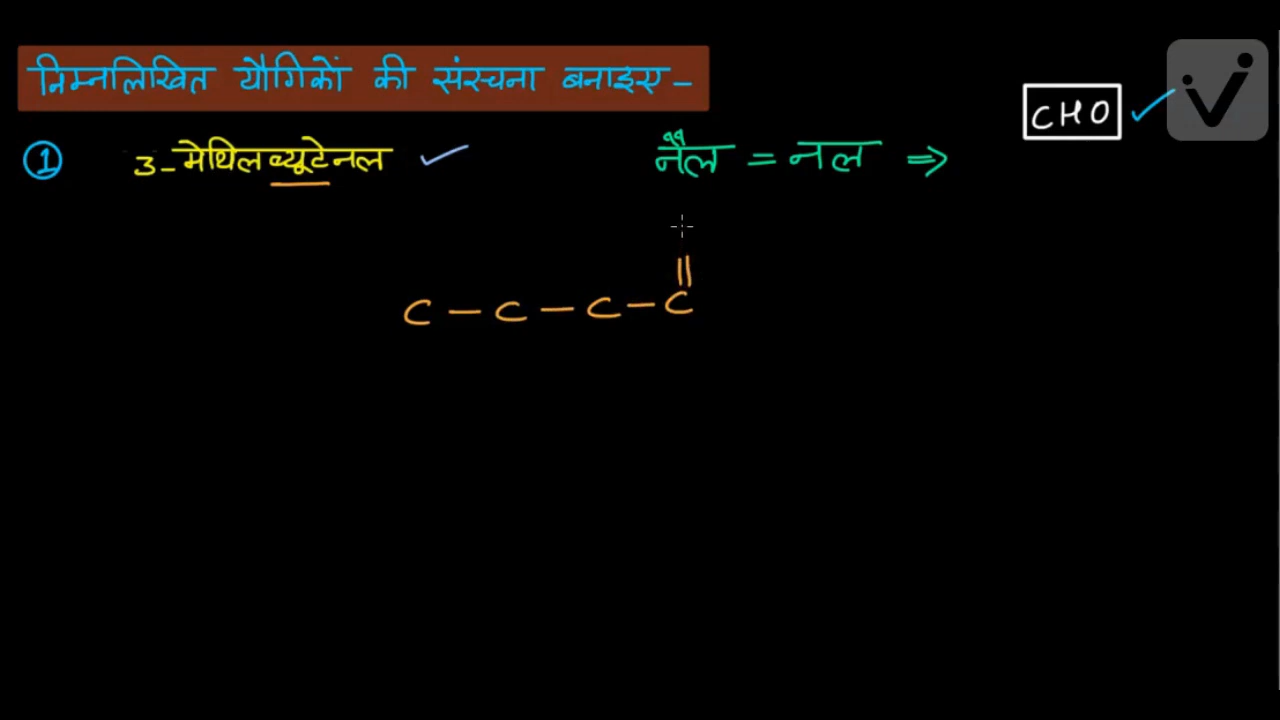 निम्नलिखित यौगिकों की संरचना बनाइए -
CHO
① 3-मेथिलब्यूटेनल
नैल = नल ⇒
C - C - C - C